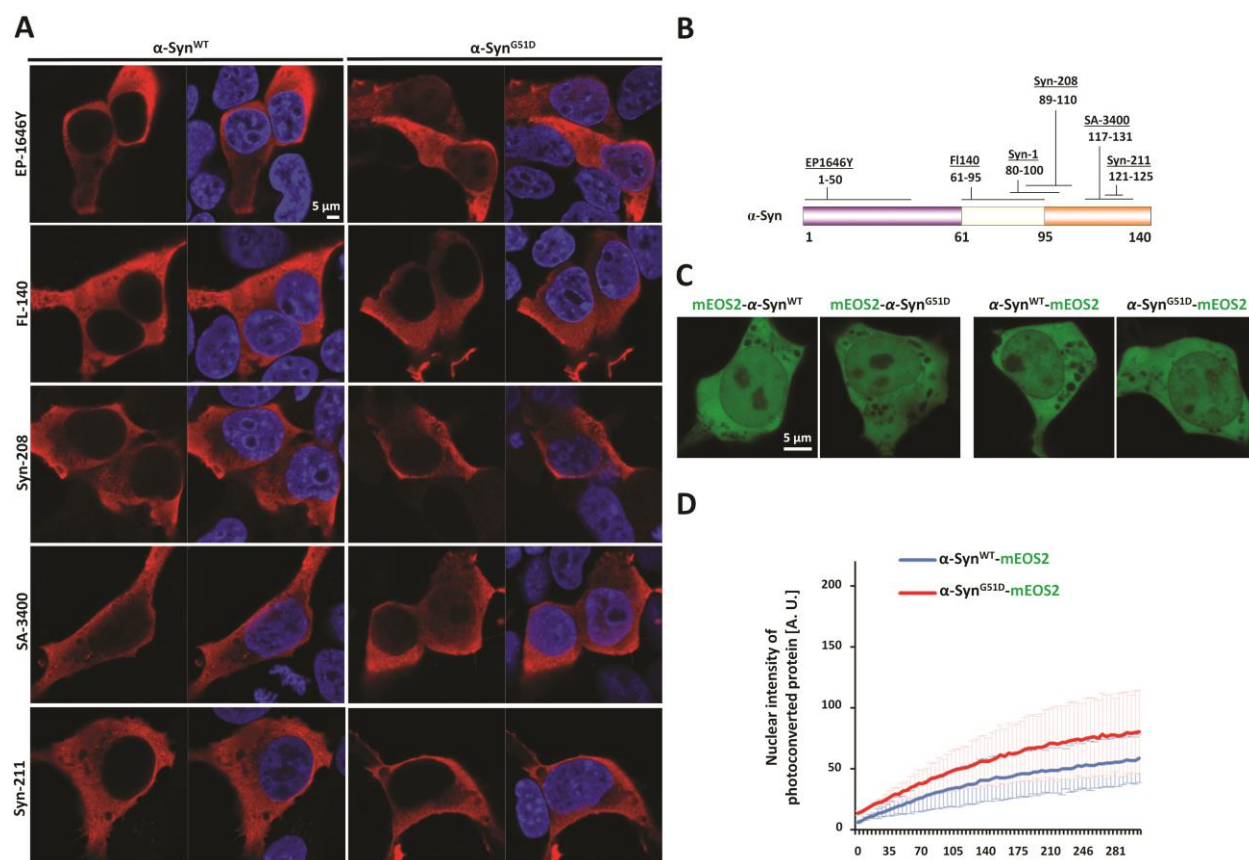 A
α-Syn^WT
α-Syn^G51D
EP-1646Y
5 μm
FL-140
Syn-208
SA-3400
Syn-211
B
Syn-208
89-110
SA-3400
117-131
Syn-1
80-100
Syn-211
121-125
EP1646Y
1-50
Fl140
61-95
α-Syn
1 61 95 140
C
mEOS2-α-Syn^WT mEOS2-α-Syn^G51D α-Syn^WT-mEOS2 α-Syn^G51D-mEOS2
5 μm
D
α-Syn^WT-mEOS2
α-Syn^G51D-mEOS2
Nuclear intensity of
photoconverted protein [A. U.]
200
150
100
50
0
0 35 70 105 140 175 210 246 281